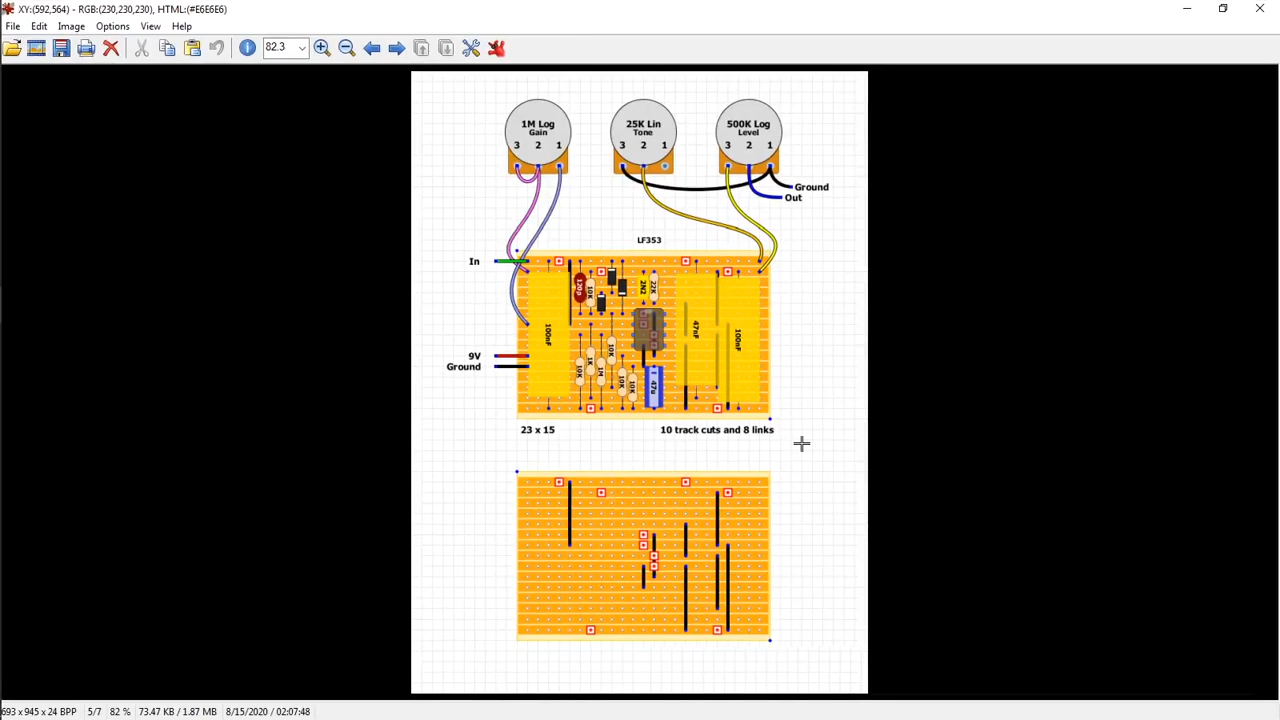 XY:(592,564) - RGB:(230,230,230), HTML:(#E6E6E6)
File Edit Image Options View Help
82.3
1M Log 25K Lin 500K Log
Gain Tone Level
3 2 1 3 2 1 3 2 1
Ground
Out
LF353
In
120p 10K 2N2 22K
100nF 47nF 100nF
10K
9V
Ground
10K 1K 1M 10K 10K 47u
23 x 15 10 track cuts and 8 links
693 x 945 x 24 BPP 5/7 82 % 73.47 KB / 1.87 MB 8/15/2020 / 02:07:48